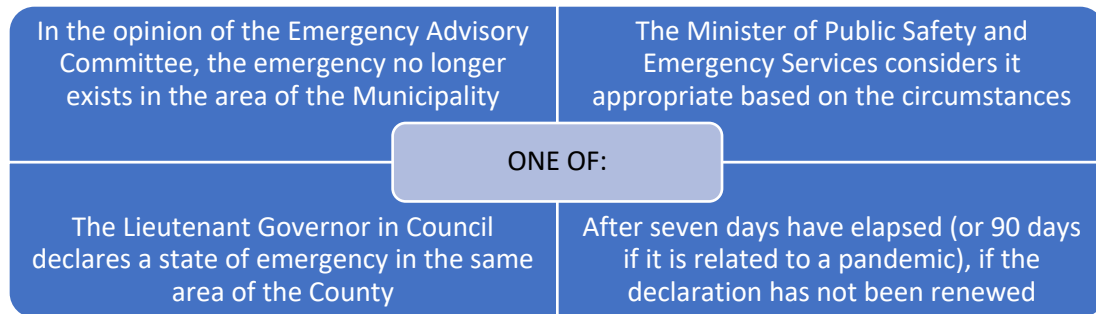 In the opinion of the Emergency Advisory
Committee, the emergency no longer
exists in the area of the Municipality
The Minister of Public Safety and
Emergency Services considers it
appropriate based on the circumstances
ONE OF:
The Lieutenant Governor in Council
declares a state of emergency in the same
area of the County
After seven days have elapsed (or 90 days
if it is related to a pandemic), if the
declaration has not been renewed